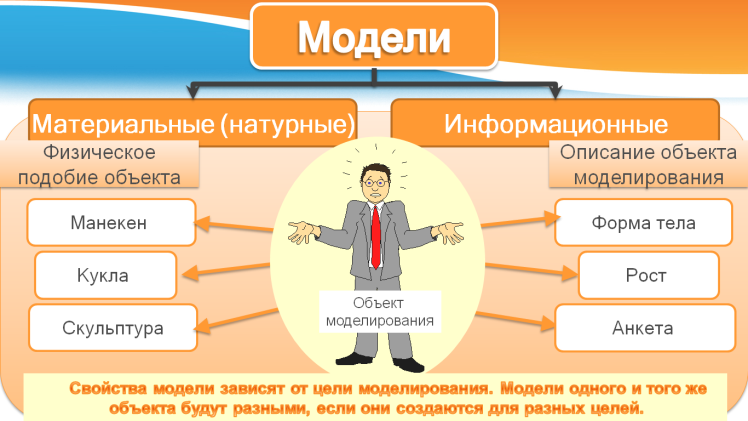 Модели
Материальные (натурные)
Информационные
Физическое
подобие объекта
Описание объекта
моделирования
Манекен
Форма тела
Кукла
Рост
Скульптура
Анкета
Объект
моделирования
Свойства модели зависят от цели моделирования. Модели одного и того же
объекта будут разными, если они создаются для разных целей.